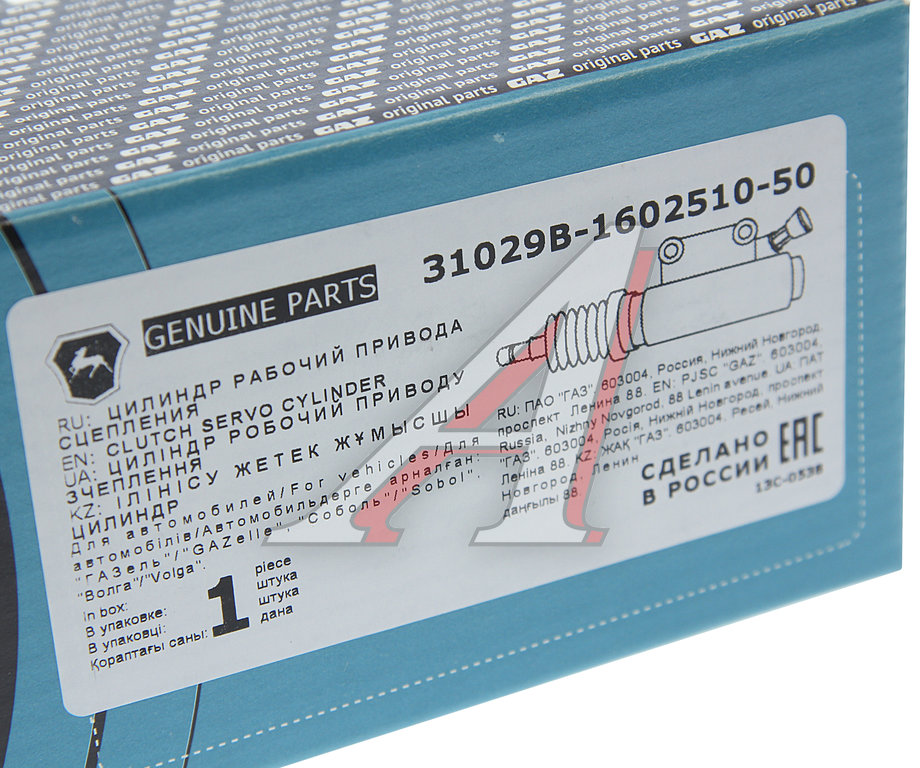 GAZ original parts
GENUINE PARTS
31029В-1602510-50
RU: ЦИЛИНДР РАБОЧИЙ ПРИВОДА
СЦЕПЛЕНИЯ
EN: CLUTCH SERVO CYLINDER
UA: ЦИЛІНДР РОБОЧИЙ ПРИВОДУ
ЗЧЕПЛЕННЯ
KZ: ІЛІНІСУ ЖЕТЕК ЖҰМЫСШЫ
ЦИЛИНДР
Для автомобилей/For vehicles/Для
автомобілів/Автомобильдерге арналған:
"ГАЗель"/"GAZelle", "Соболь"/"Sobol",
"Волга"/"Volga".
In box:
В упаковке:
В упаковці:
Қораптағы саны:
1
piece
штука
штука
дана
RU: ПАО "ГАЗ", 603004, Россия, Нижний Новгород,
проспект Ленина 88. EN: PJSC "GAZ", 603004,
Russia, Nizhny Novgorod, 88 Lenin avenue. UA: ПАТ
"ГАЗ", 603004, Росія, Нижній Новгород, проспект
Леніна 88. KZ: ЖАК "ГАЗ", 603004, Ресей, Нижний
Новгород, Ленин
даңғылы 88.
СДЕЛАНО
В РОССИИ
EAC
13С-0538